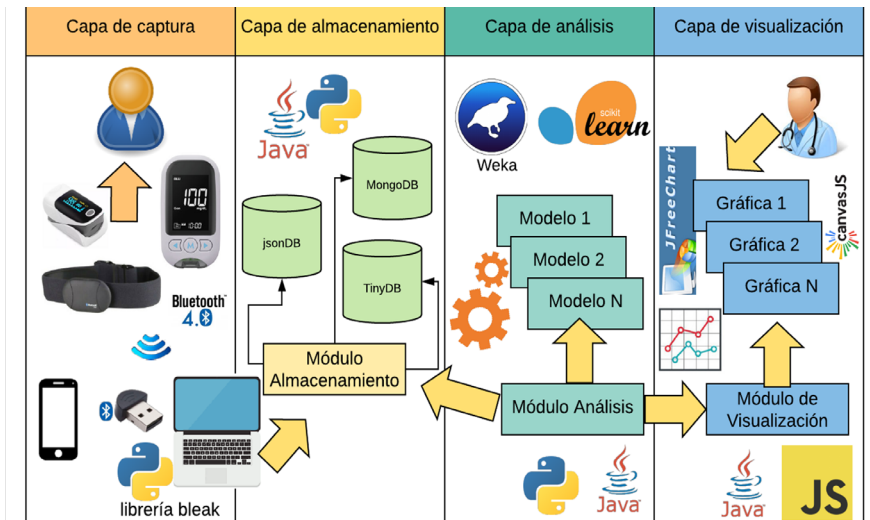 Capa de captura
Capa de almacenamiento
Capa de análisis
Capa de visualización
100
Bluetooth™
4.0
librería bleak
Java
MongoDB
jsonDB
TinyDB
Módulo
Almacenamiento
Weka
scikit
learn
Modelo 1
Modelo 2
Modelo N
Módulo Análisis
Java
JFreeChart
canvasJS
Gráfica 1
Gráfica 2
Gráfica N
Módulo de
Visualización
Java
JS